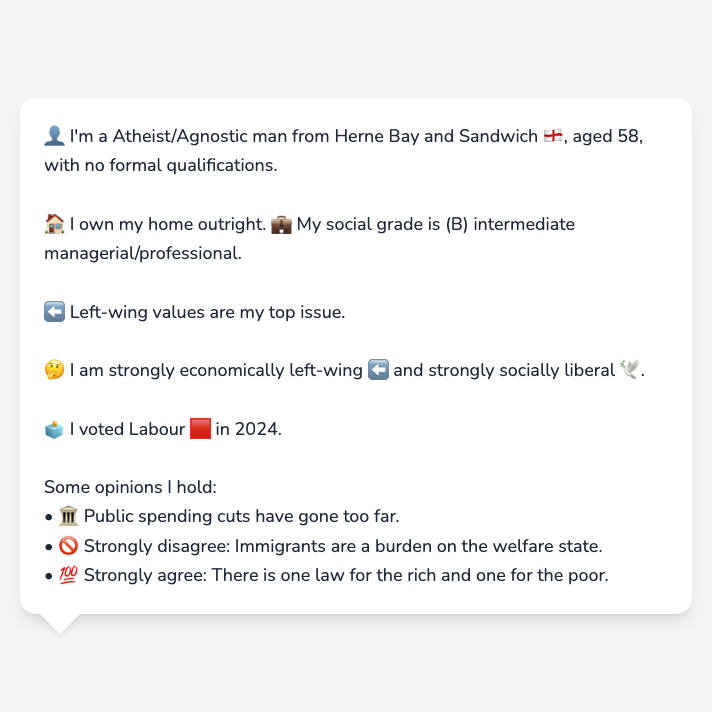 👤 I'm a Atheist/Agnostic man from Herne Bay and Sandwich 🏴󠁧󠁢󠁥󠁮󠁧󠁿, aged 58,
with no formal qualifications.
🏠 I own my home outright. 💼 My social grade is (B) intermediate
managerial/professional.
⬅️ Left-wing values are my top issue.
🤔 I am strongly economically left-wing ⬅️ and strongly socially liberal 🕊️.
🗳️ I voted Labour 🟥 in 2024.
Some opinions I hold:
• 🏛️ Public spending cuts have gone too far.
• 🚫 Strongly disagree: Immigrants are a burden on the welfare state.
• 💯 Strongly agree: There is one law for the rich and one for the poor.